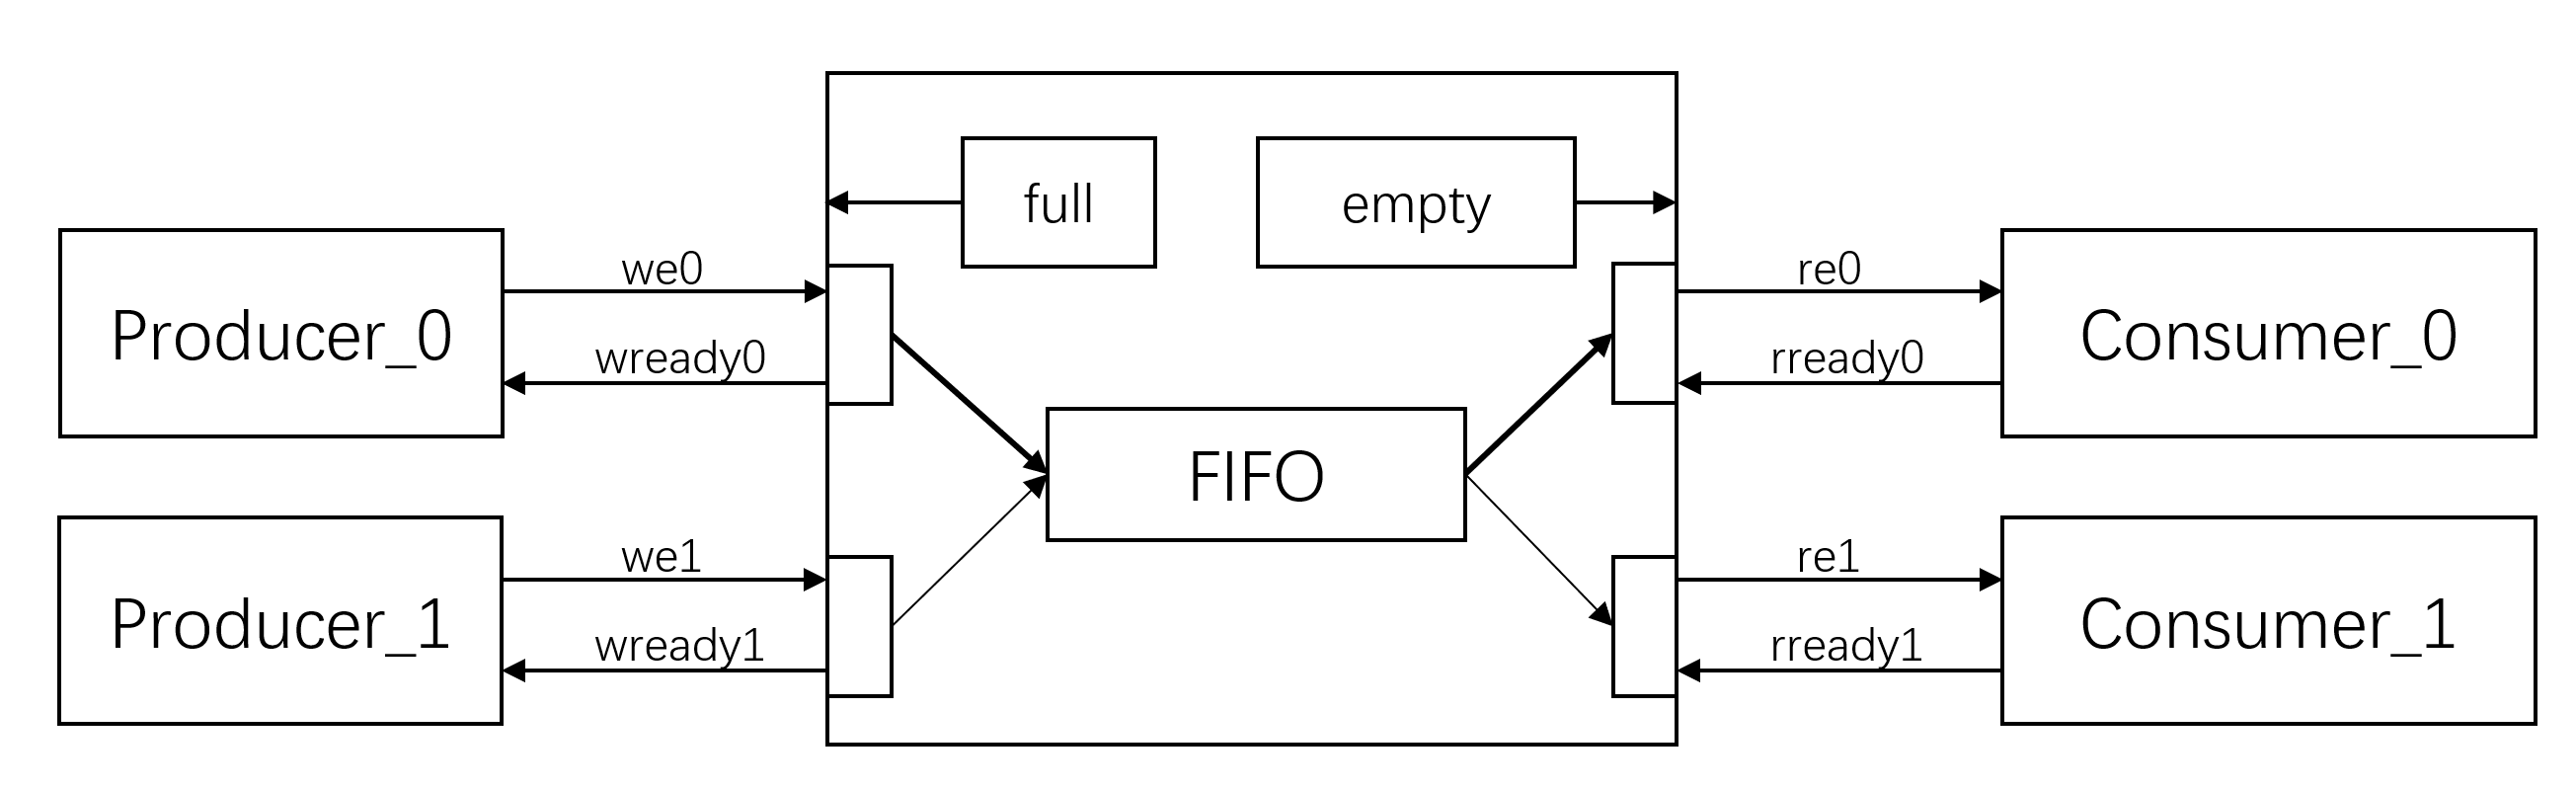 full
empty
Producer_0
we0
wready0
re0
rready0
Consumer_0
FIFO
Producer_1
we1
wready1
re1
rready1
Consumer_1